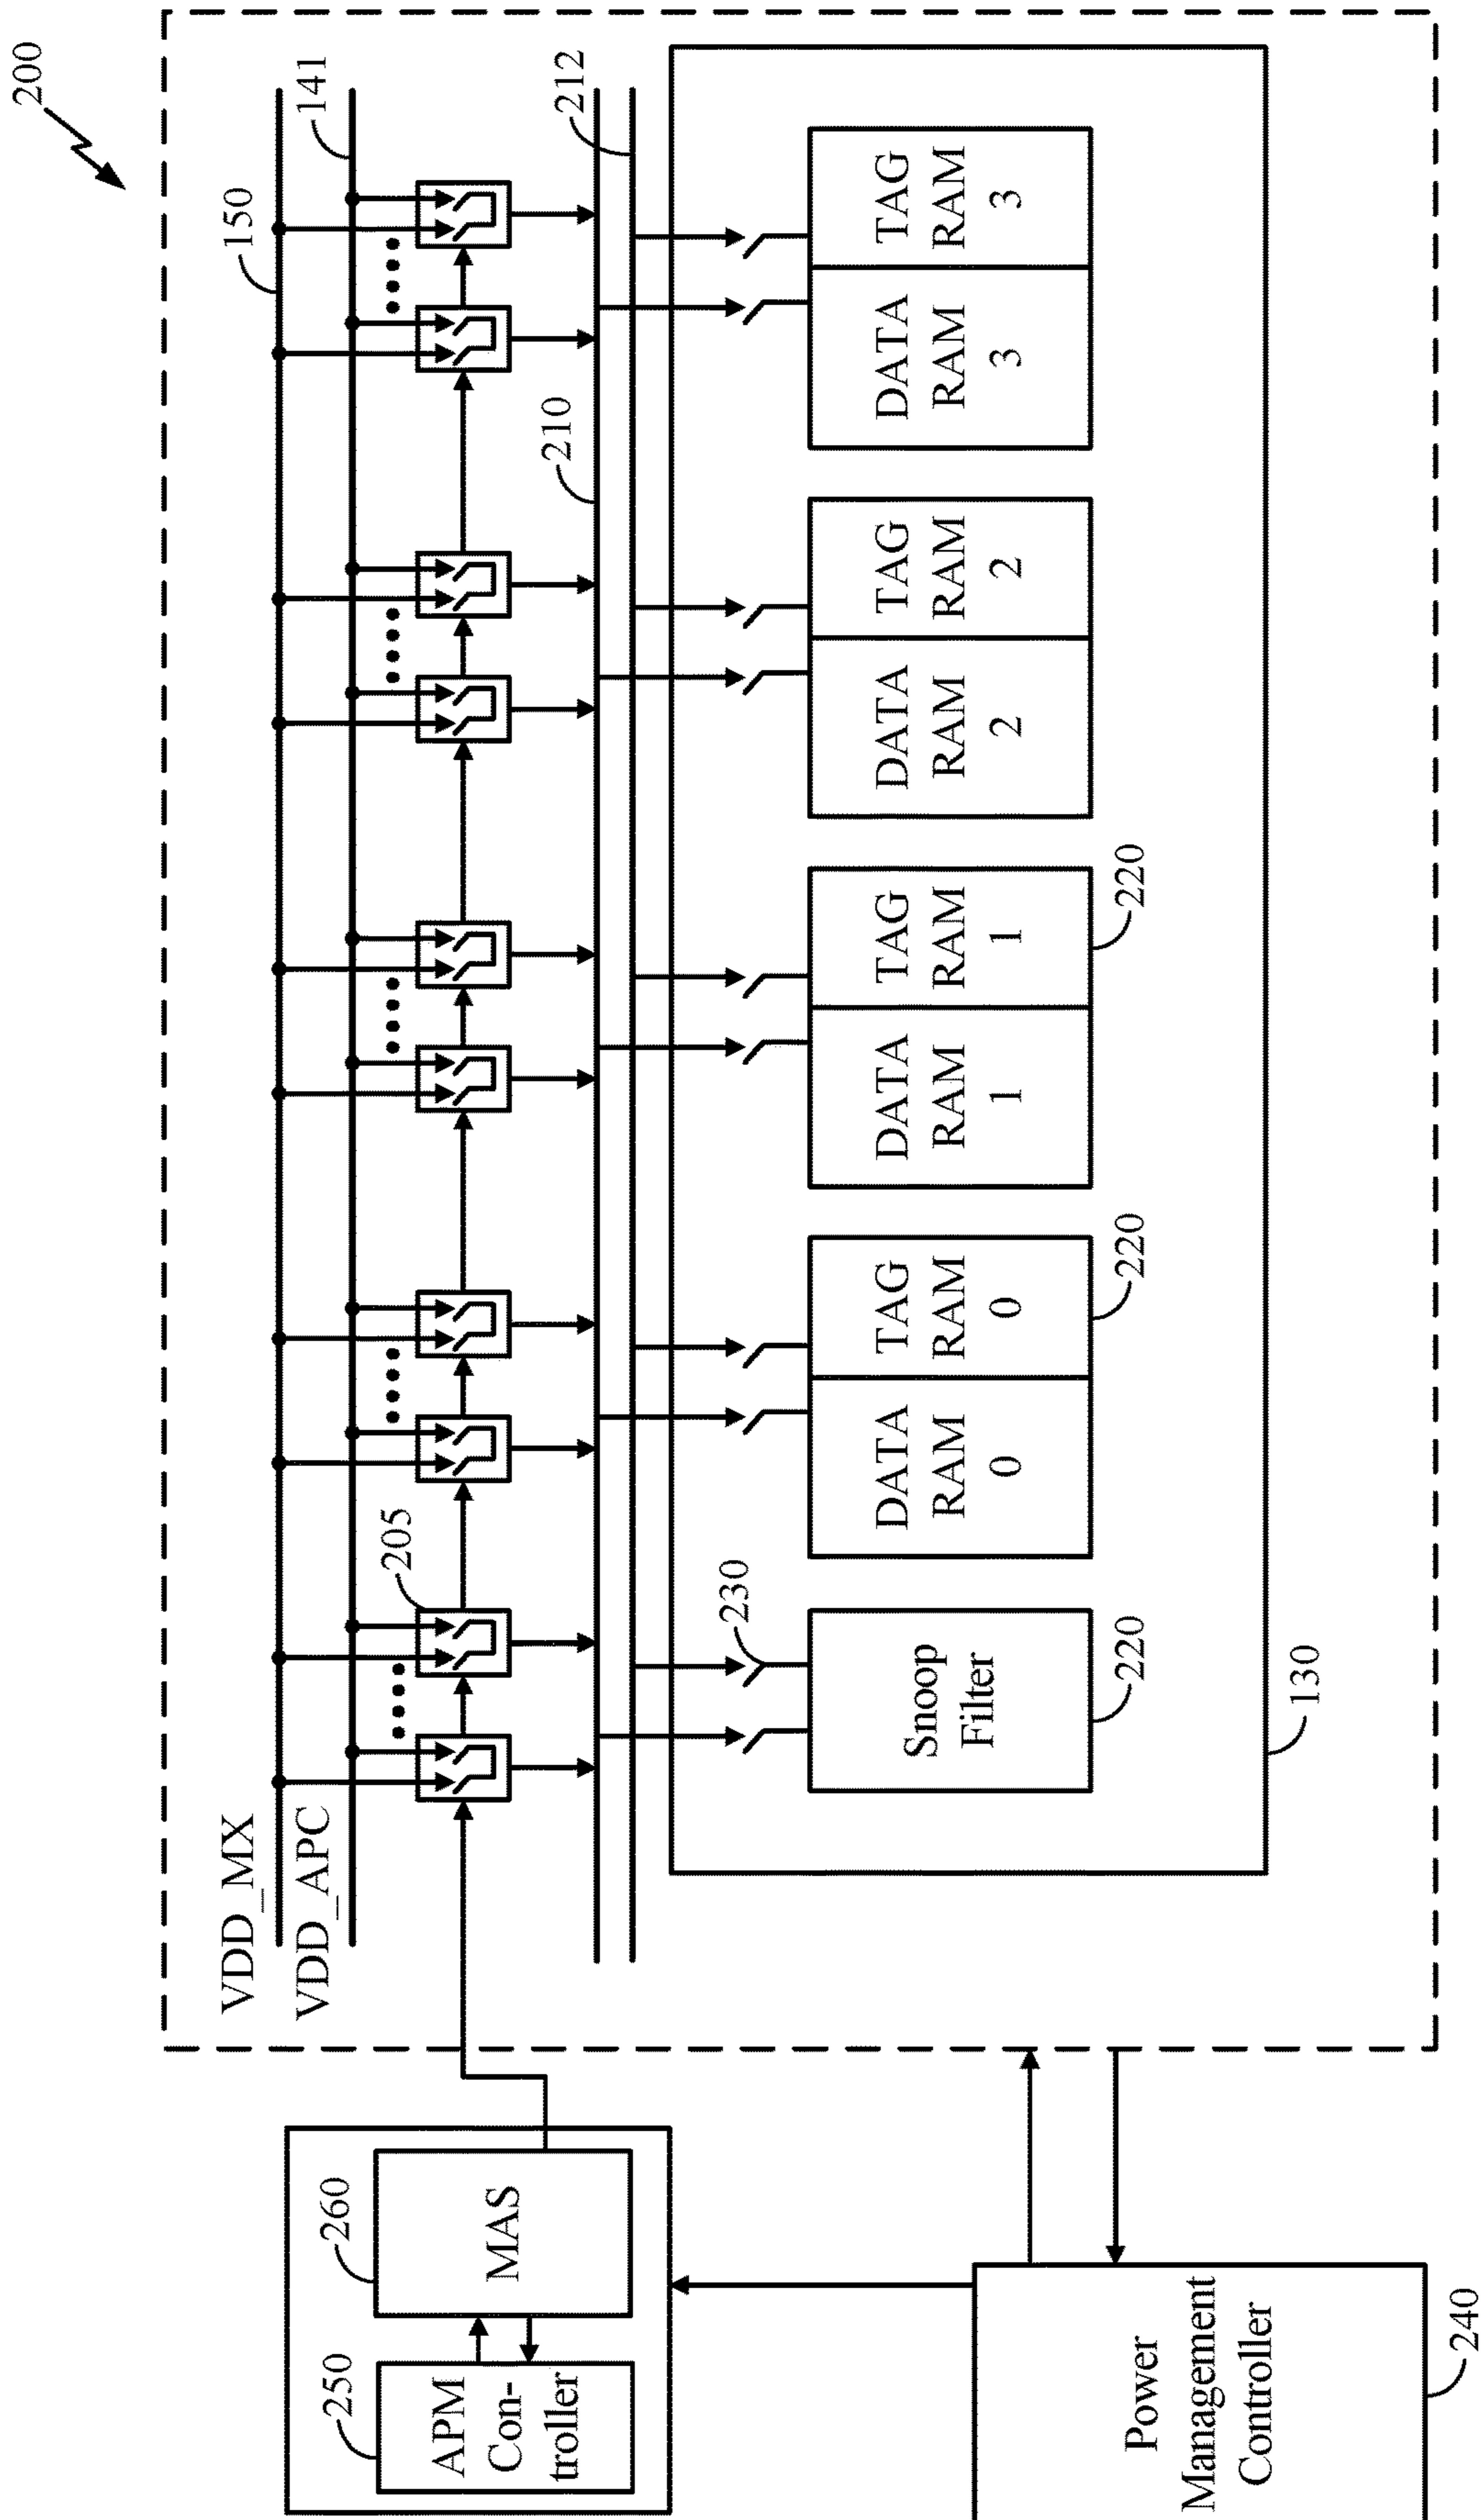 200
150
141
VDD_MX
VDD_APC
205
210
212
230
Snoop
Filter
220
DATA
RAM
0
TAG
RAM
0
220
DATA
RAM
1
TAG
RAM
1
220
DATA
RAM
2
TAG
RAM
2
DATA
RAM
3
TAG
RAM
3
130
250
APM
Con-
troller
260
MAS
Power
Management
Controller
240